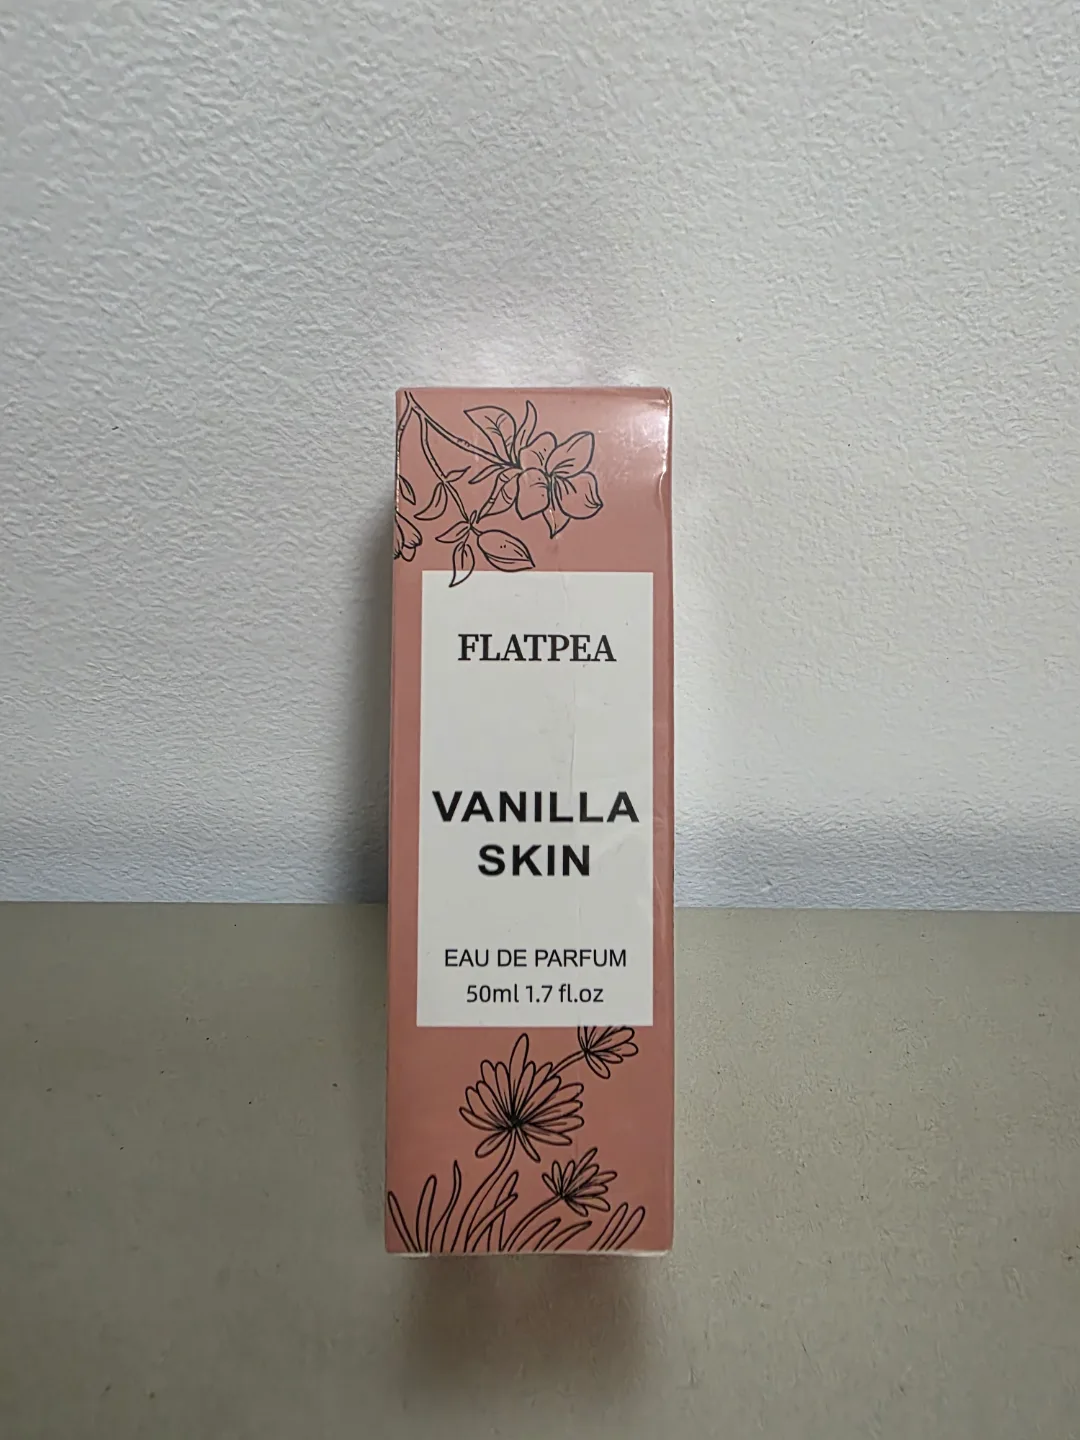 FLATPEA
VANILLA
SKIN
EAU DE PARFUM
50ml 1.7 fl.oz